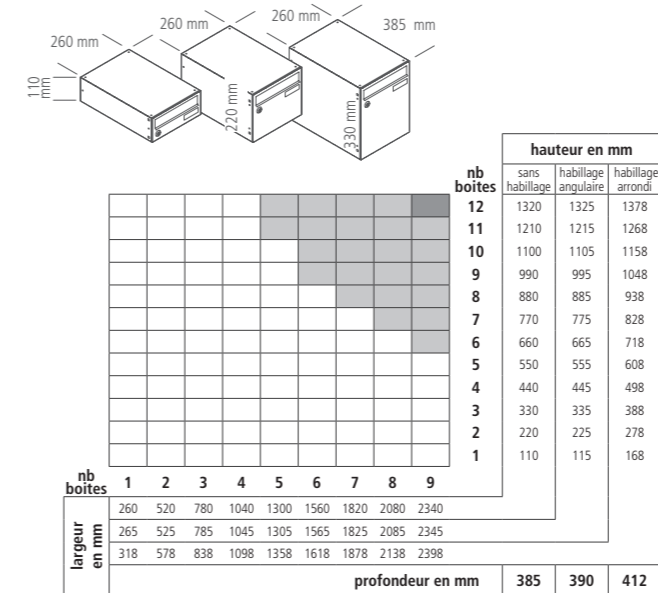 260 mm
260 mm
260 mm
385 mm
110 mm
220 mm
330 mm
hauteur en mm
nb boites
sans habillage
habillage angulaire
habillage arrondi
12 1320 1325 1378
11 1210 1215 1268
10 1100 1105 1158
9 990 995 1048
8 880 885 938
7 770 775 828
6 660 665 718
5 550 555 608
4 440 445 498
3 330 335 388
2 220 225 278
1 110 115 168
nb boites 1 2 3 4 5 6 7 8 9
largeur en mm
260 520 780 1040 1300 1560 1820 2080 2340
265 525 785 1045 1305 1565 1825 2085 2345
318 578 838 1098 1358 1618 1878 2138 2398
profondeur en mm 385 390 412